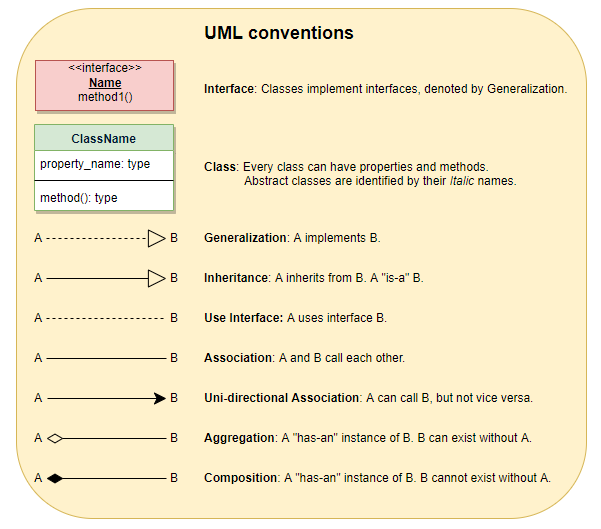 UML conventions
<<interface>>
Name
method1()
Interface: Classes implement interfaces, denoted by Generalization.
ClassName
property_name: type
method(): type
Class: Every class can have properties and methods.
Abstract classes are identified by their Italic names.
A B Generalization: A implements B.
A B Inheritance: A inherits from B. A "is-a" B.
A B Use Interface: A uses interface B.
A B Association: A and B call each other.
A B Uni-directional Association: A can call B, but not vice versa.
A B Aggregation: A "has-an" instance of B. B can exist without A.
A B Composition: A "has-an" instance of B. B cannot exist without A.